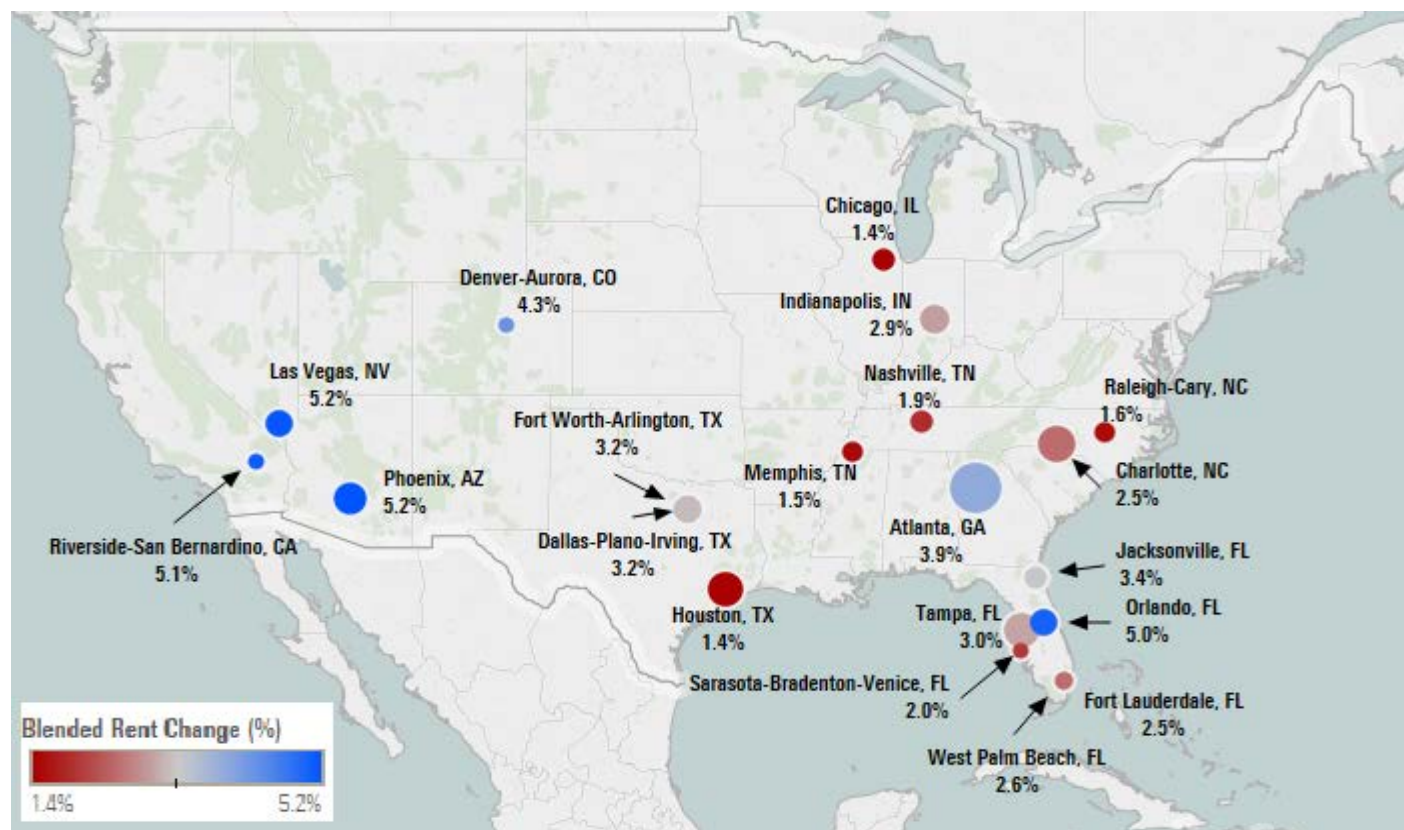 Chicago, IL
1.4%
Denver-Aurora, CO
4.3%
Indianapolis, IN
2.9%
Las Vegas, NV
5.2%
Nashville, TN
1.9%
Raleigh-Cary, NC
1.6%
Fort Worth-Arlington, TX
3.2%
Memphis, TN
1.5%
Charlotte, NC
2.5%
Phoenix, AZ
5.2%
Riverside-San Bernardino, CA
5.1%
Dallas-Plano-Irving, TX
3.2%
Atlanta, GA
3.9%
Jacksonville, FL
3.4%
Houston, TX
1.4%
Tampa, FL
3.0%
Orlando, FL
5.0%
Sarasota-Bradenton-Venice, FL
2.0%
Fort Lauderdale, FL
2.5%
West Palm Beach, FL
2.6%
Blended Rent Change (%)
1.4% 5.2%